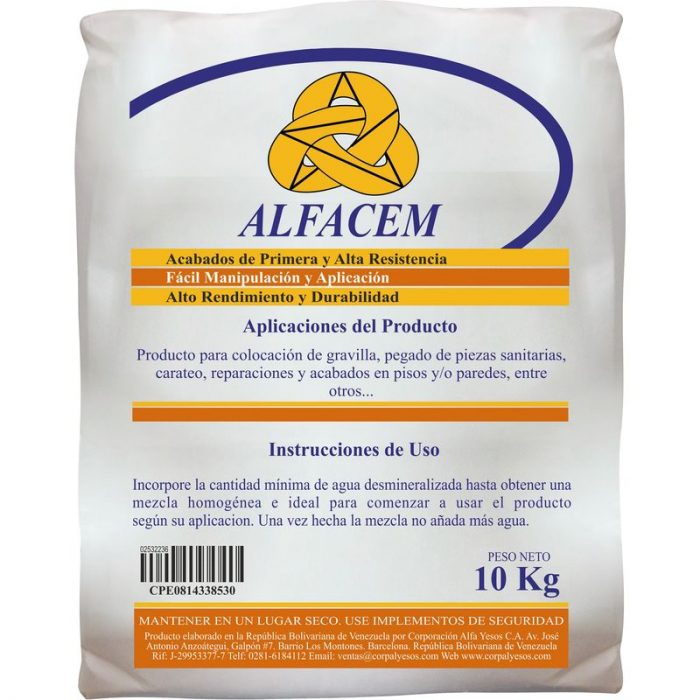 ALFACEM
Acabados de Primera y Alta Resistencia
Fácil Manipulación y Aplicación
Alto Rendimiento y Durabilidad
Aplicaciones del Producto
Producto para colocación de gravilla, pegado de piezas sanitarias,
carateo, reparaciones y acabados en pisos y/o paredes, entre
otros...
Instrucciones de Uso
Incorpore la cantidad mínima de agua desmineralizada hasta obtener una
mezcla homogénea e ideal para comenzar a usar el producto
según su aplicacion. Una vez hecha la mezcla no añada más agua.
02532236
CPE0814338530
PESO NETO
10 Kg
MANTENER EN UN LUGAR SECO. USE IMPLEMENTOS DE SEGURIDAD
Producto elaborado en la República Bolivariana de Venezuela por Corporación Alfa Yesos C.A. Av. José
Antonio Anzoátegui, Galpón #7. Barrio Los Montones. Barcelona. República Bolivariana de Venezuela
Rif: J-29953377-7 Telf: 0281-6184112 Email: ventas@corpalyesos.com Web www.corpalyesos.com